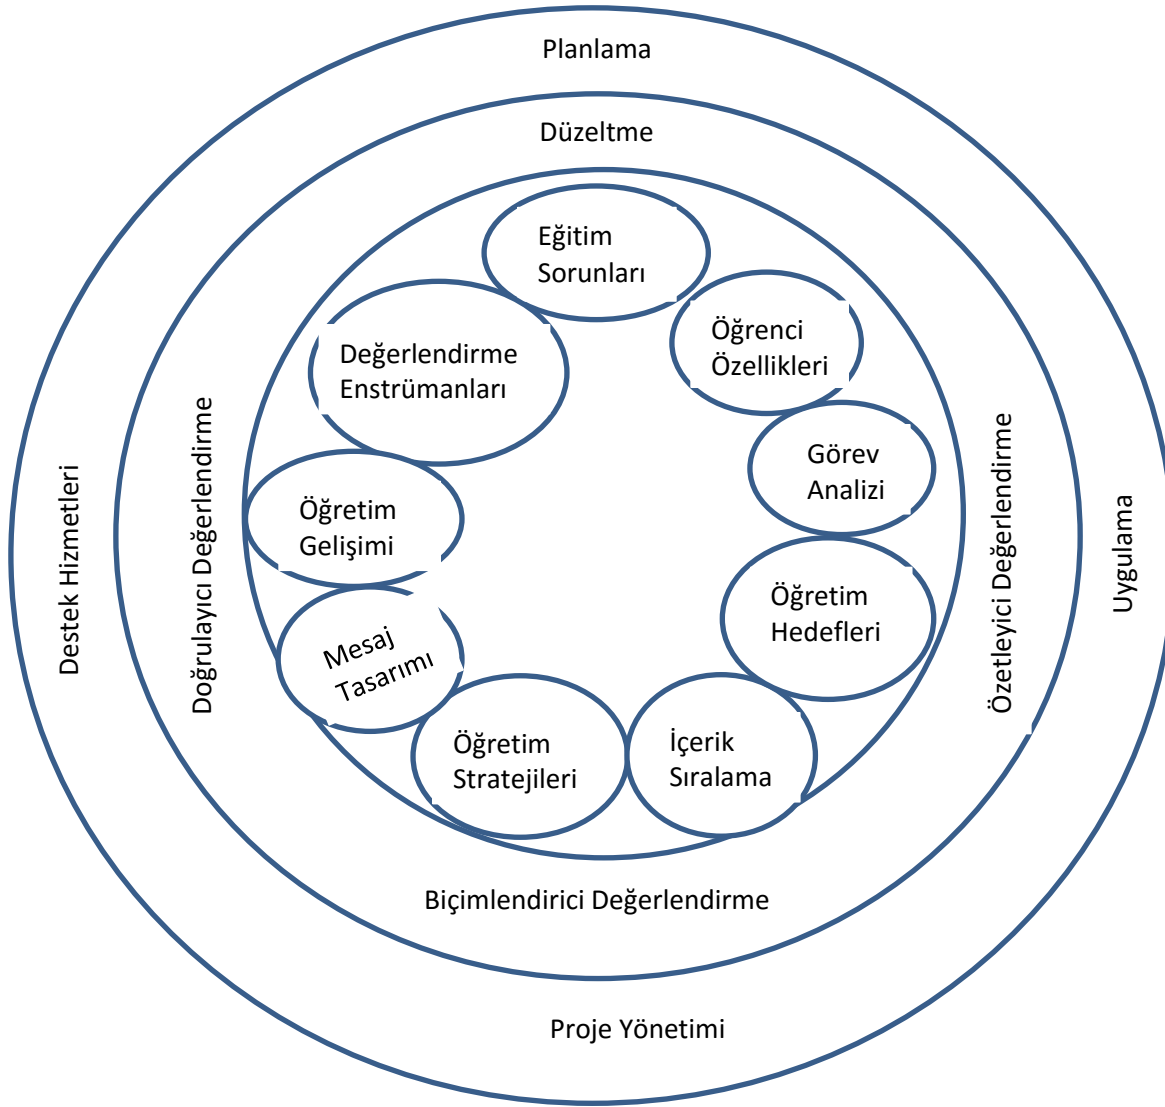 Planlama
Düzeltme
Eğitim
Sorunları
Öğrenci
Özellikleri
Değerlendirme
Enstrümanları
Görev
Analizi
Öğretim
Gelişimi
Öğretim
Hedefleri
Mesaj
Tasarımı
Öğretim
Stratejileri
İçerik
Sıralama
Destek Hizmetleri
Doğrulayıcı Değerlendirme
Özetleyici Değerlendirme
Uygulama
Biçimlendirici Değerlendirme
Proje Yönetimi